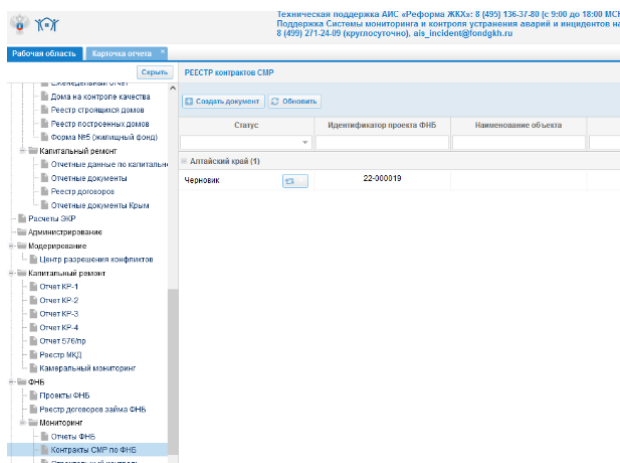 Техническая поддержка АИС «Реформа ЖКХ»: 8 (495) 136-37-80 (с 9:00 до 18:00 МСК
Поддержка Системы мониторинга и контроля устранения аварий и инцидентов на
8 (499) 271-24-09 (круглосуточно), ais_incident@fondgkh.ru
Рабочая область
Карточка отчета
Скрыть
РЕЕСТР контрактов СМР
Еженедельный отчет
Дома на контроле качества
Реестр строящихся домов
Реестр построенных домов
Форма №5 (жилищный фонд)
Капитальный ремонт
Отчетные данные по капитальн
Отчетные документы
Реестр договоров
Отчетные документы Крым
Расчеты ЭКР
Администрирование
Модерирование
Центр разрешения конфликтов
Капитальный ремонт
Отчет КР-1
Отчет КР-2
Отчет КР-3
Отчет КР-4
Отчет 576/пр
Реестр МКД
Камеральный мониторинг
ФНБ
Проекты ФНБ
Реестр договоров займа ФНБ
Мониторинг
Отчеты ФНБ
Контракты СМР по ФНБ
Строительный контроль
Создать документ
Обновить
Статус
Идентификатор проекта ФНБ
Наименование объекта
Алтайский край (1)
Черновик
22-000019